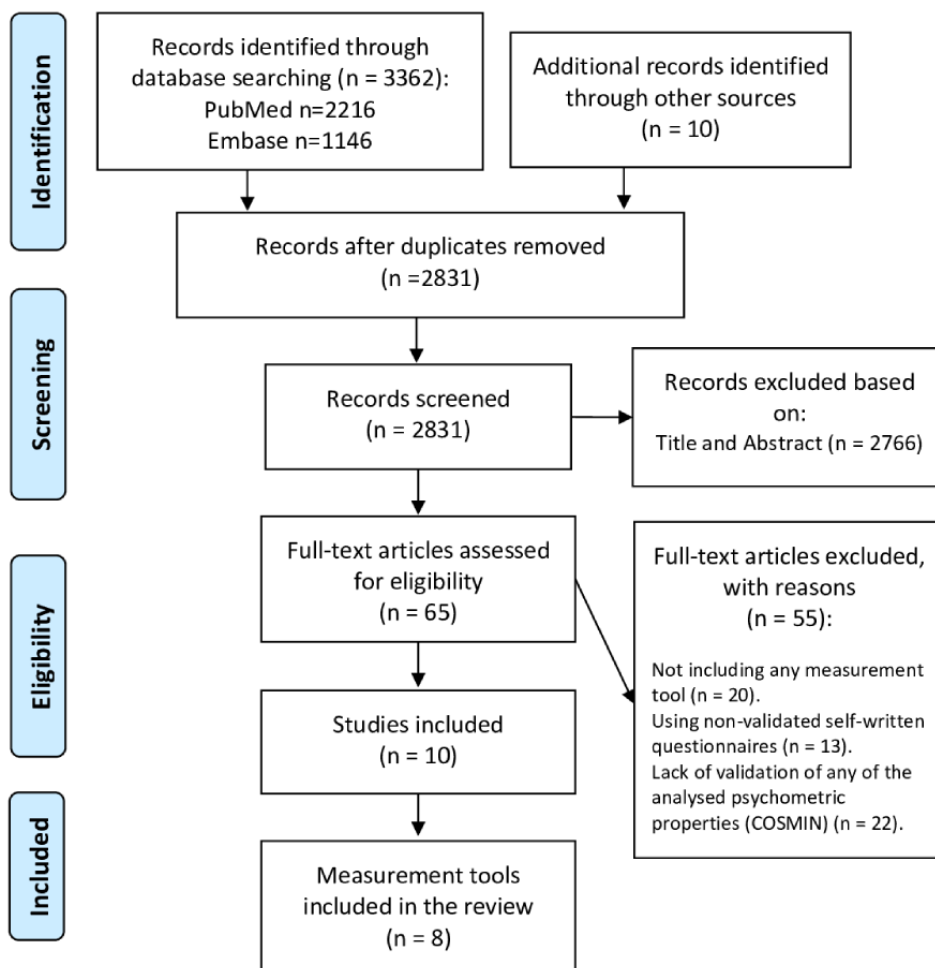 Identification
Records identified through
database searching (n = 3362):
PubMed n=2216
Embase n=1146
Additional records identified
through other sources
(n = 10)
Records after duplicates removed
(n =2831)
Screening
Records screened
(n = 2831)
Records excluded based
on:
Title and Abstract (n = 2766)
Eligibility
Full-text articles assessed
for eligibility
(n = 65)
Full-text articles excluded,
with reasons
(n = 55):
Not including any measurement
tool (n = 20).
Using non-validated self-written
questionnaires (n = 13).
Lack of validation of any of the
analysed psychometric
properties (COSMIN) (n = 22).
Studies included
(n = 10)
Included
Measurement tools
included in the review
(n = 8)